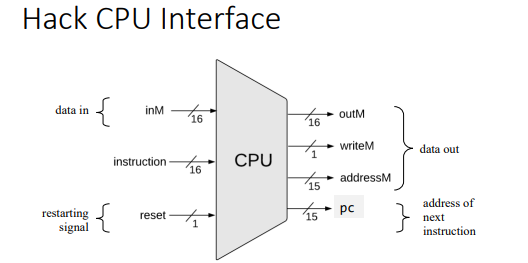 Hack CPU Interface
data in
inM
16
instruction
16
restarting
signal
reset
1
CPU
16
outM
1
writeM
15
addressM
15
pc
data out
address of
next
instruction